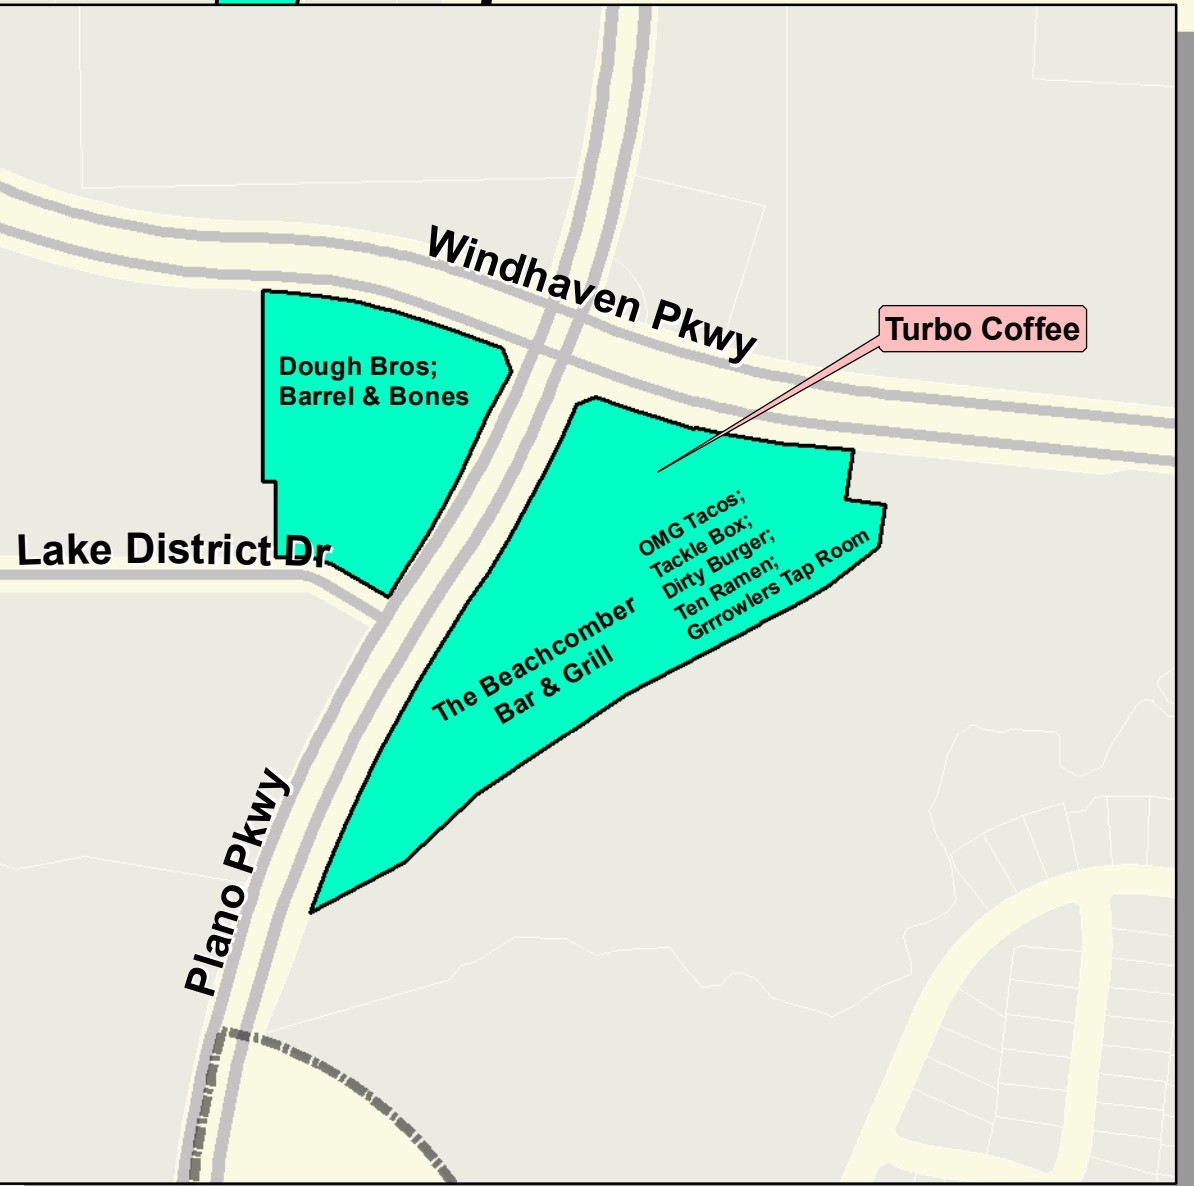 Windhaven Pkwy
Turbo Coffee
Dough Bros;
Barrel & Bones
OMG Tacos;
Tackle Box;
Dirty Burger;
Ten Ramen;
Grrrowlers Tap Room
Lake District Dr
The Beachcomber
Bar & Grill
Plano Pkwy